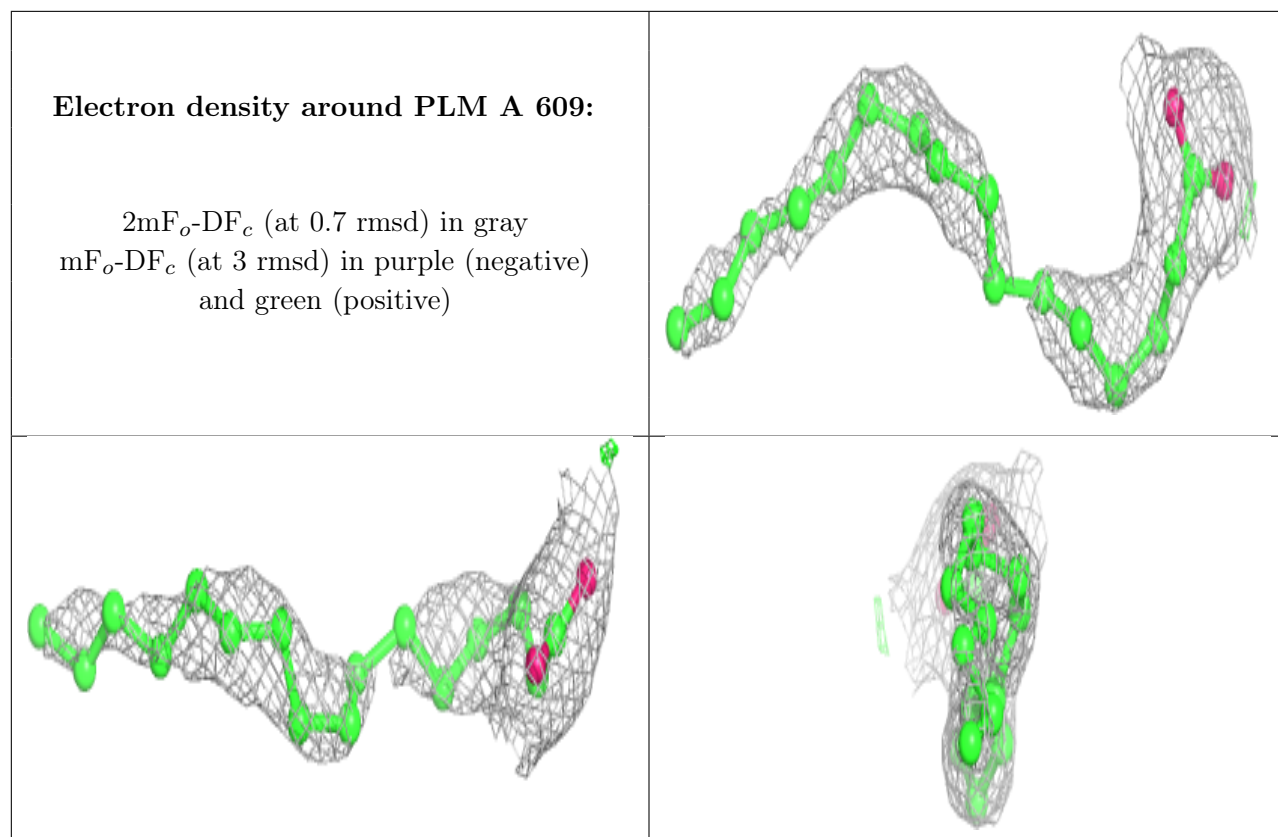 Electron density around PLM A 609:
2mFo-DFc (at 0.7 rmsd) in gray
mFo-DFc (at 3 rmsd) in purple (negative)
and green (positive)